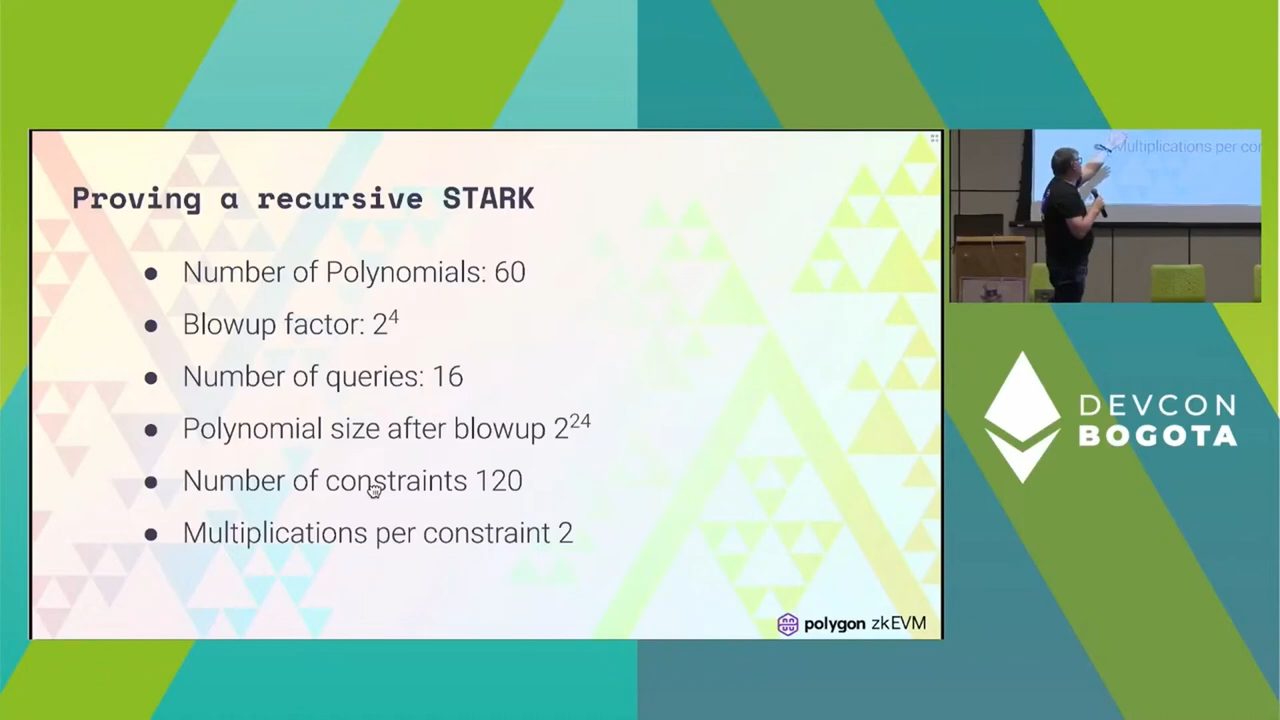 Proving a recursive STARK
● Number of Polynomials: 60
● Blowup factor: 2⁴
● Number of queries: 16
● Polynomial size after blowup 2²⁴
● Number of constraints 120
● Multiplications per constraint 2
polygon zkEVM
Multiplications per con
DEVCON
BOGOTA